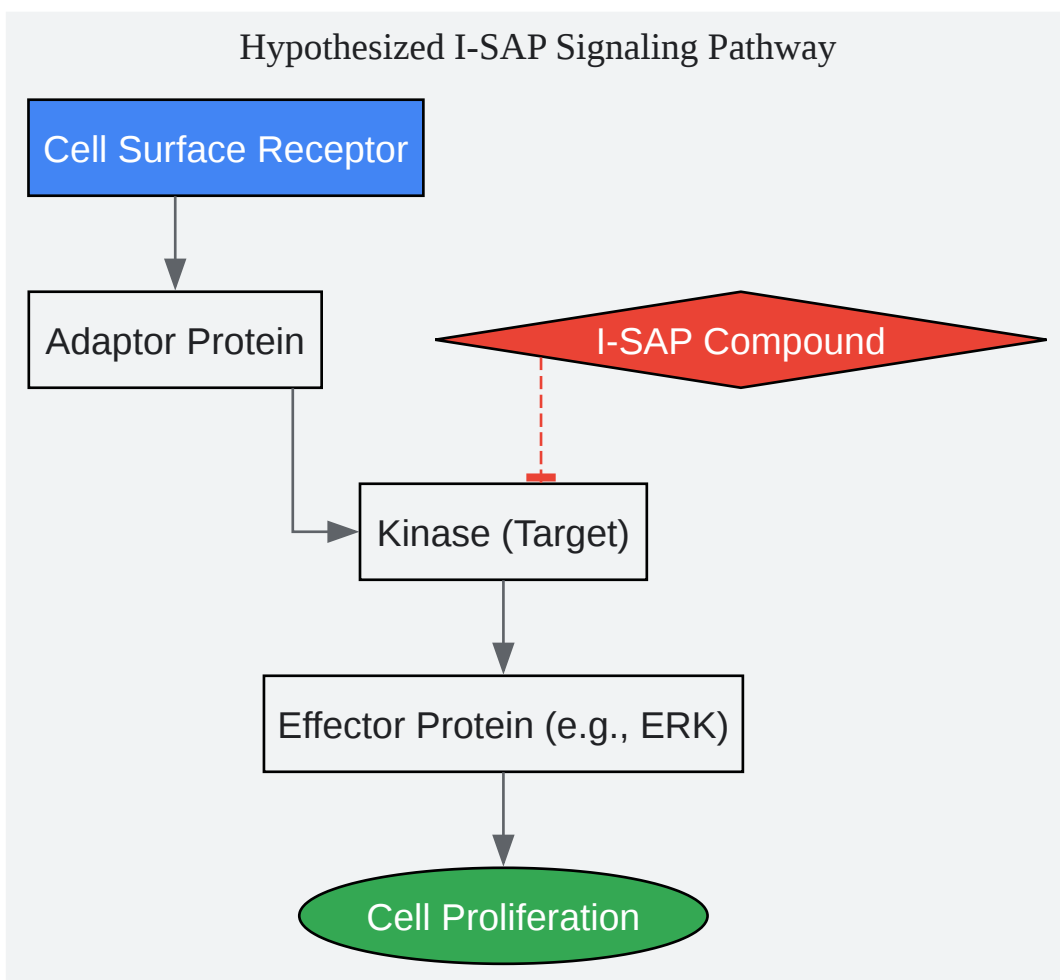 Hypothesized I-SAP Signaling Pathway
Cell Surface Receptor
Adaptor Protein
I-SAP Compound
Kinase (Target)
Effector Protein (e.g., ERK)
Cell Proliferation